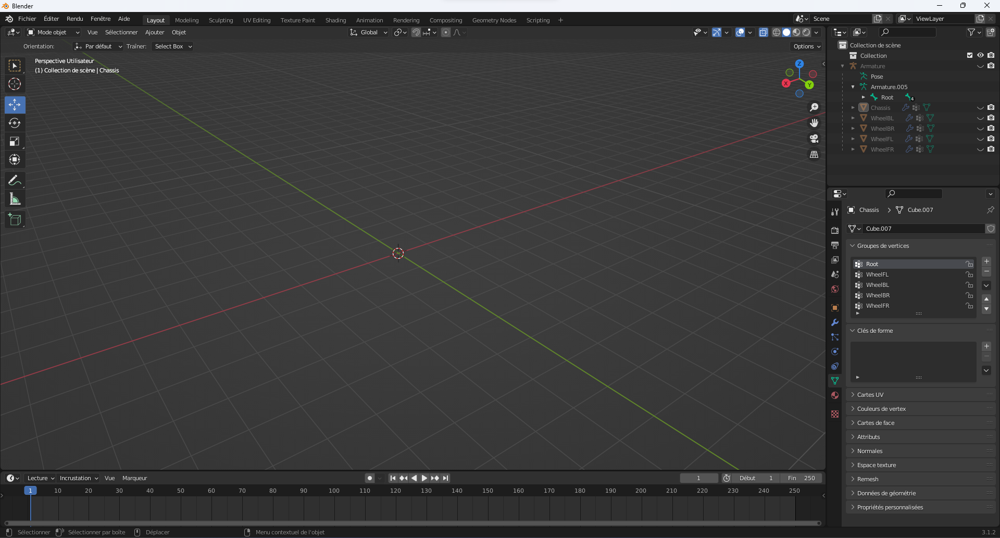 Blender
Fichier Éditer Rendu Fenêtre Aide Layout Modeling Sculpting UV Editing Texture Paint Shading Animation Rendering Compositing Geometry Nodes Scripting + Scene ViewLayer
Mode objet Vue Sélectionner Ajouter Objet Global
Orientation: Par défaut Traîner: Select Box Options
Perspective Utilisateur
(1) Collection de scène | Chassis
Z
X
Y
Collection de scène
Collection
Armature
Pose
Armature.005
Root 4
Chassis
WheelBL
WheelBR
WheelFL
WheelFR
Chassis Cube.007
Cube.007
Groupes de vertices
Root
WheelFL
WheelBL
WheelBR
WheelFR
Clés de forme
Cartes UV
Couleurs de vertex
Cartes de face
Attributs
Normales
Espace texture
Remesh
Données de géométrie
Propriétés personnalisées
Lecture Incrustation Vue Marqueur 1 Début 1 Fin 250
1 10 20 30 40 50 60 70 80 90 100 110 120 130 140 150 160 170 180 190 200 210 220 230 240 250
Sélectionner Sélectionner par boîte Déplacer Menu contextuel de l'objet 3.1.2